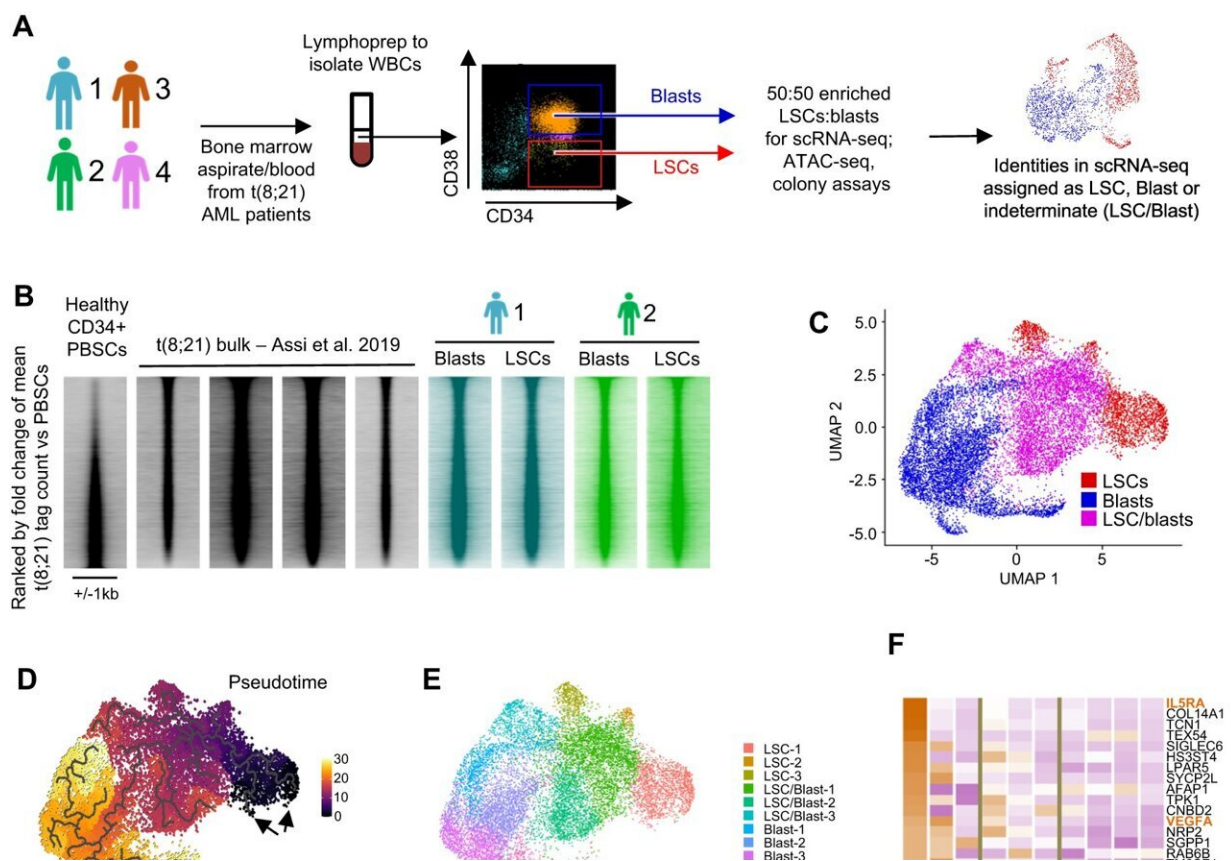 A
1
3
2
4
Bone marrow
aspirate/blood
from t(8;21)
AML patients
Lymphoprep to
isolate WBCs
CD38
CD34
Blasts
LSCs
50:50 enriched
LSCs:blasts
for scRNA-seq;
ATAC-seq,
colony assays
Identities in scRNA-seq
assigned as LSC, Blast or
indeterminate (LSC/Blast)
B
Ranked by fold change of mean
t(8;21) tag count vs PBSCs
Healthy
CD34+
PBSCs
t(8;21) bulk – Assi et al. 2019
1
Blasts LSCs
2
Blasts LSCs
+/-1kb
C
UMAP 2
5.0
2.5
0.0
-2.5
-5.0
-5 0 5
UMAP 1
LSCs
Blasts
LSC/blasts
D
Pseudotime
30
20
10
0
E
LSC-1
LSC-2
LSC-3
LSC/Blast-1
LSC/Blast-2
LSC/Blast-3
Blast-1
Blast-2
Blast-3
F
IL5RA
COL14A1
TCN1
TEX54
SIGLEC6
HS3ST4
LPAR5
SYCP2L
AFAP1
TPK1
CNBD2
VEGFA
NRP2
SGPP1
RAB6B